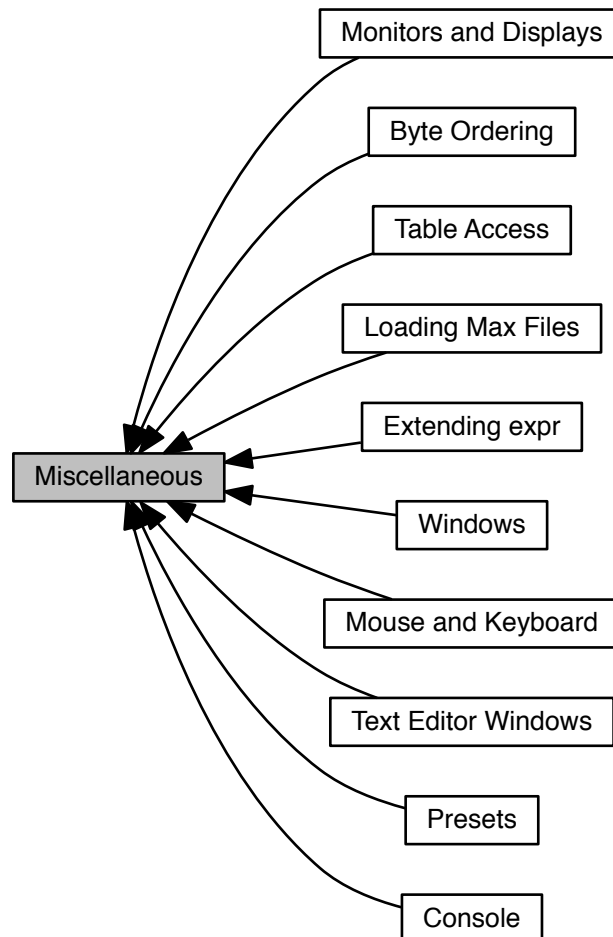 Monitors and Displays
Byte Ordering
Table Access
Loading Max Files
Extending expr
Miscellaneous
Windows
Mouse and Keyboard
Text Editor Windows
Presets
Console